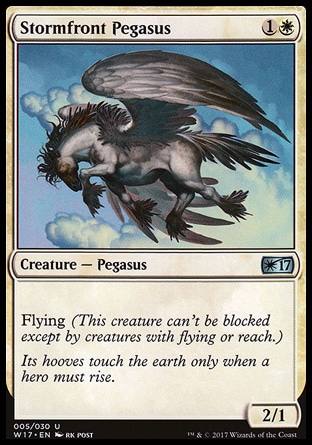 Stormfront Pegasus 1
Creature — Pegasus 17
Flying (This creature can't be blocked
except by creatures with flying or reach.)
Its hooves touch the earth only when a
hero must rise.
005/030 U
W17 • EN RK POST
2/1
™ & © 2017 Wizards of the Coast